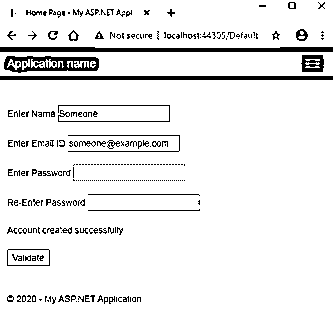 Home Page - My ASP.NET Appl
Not secure | localhost:44305/Default
Application name
Enter Name Someone
Enter Email ID someone@example.com
Enter Password
Re-Enter Password
Account created successfully
Validate
© 2020 - My ASP.NET Application